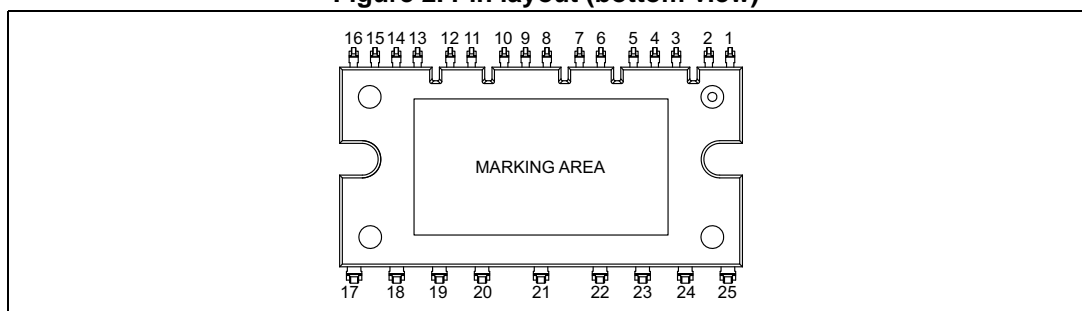 Figure 2. Pin layout (bottom view)
16 15 14 13 12 11 10 9 8 7 6 5 4 3 2 1
MARKING AREA
17 18 19 20 21 22 23 24 25